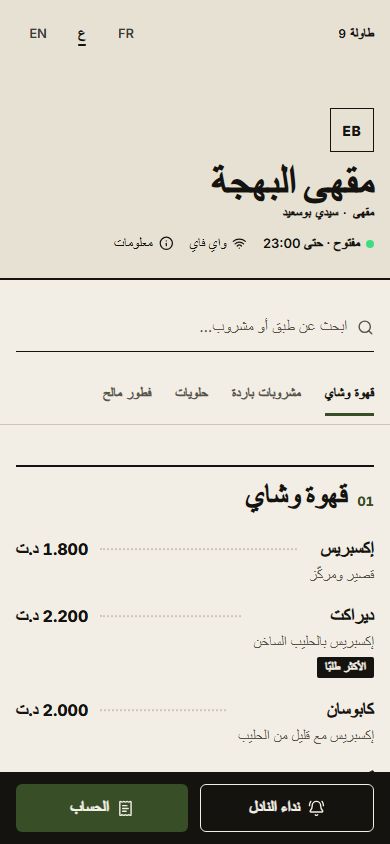 طاولة 9
FR
ع
EN
EB
مقهى البهجة
مقهى · سيدي بوسعيد
مفتوح · حتى 23:00
واي فاي
معلومات
ابحث عن طبق أو مشروب...
قهوة وشاي
مشروبات باردة
حلويات
فطور مالح
01 قهوة وشاي
إكسبريس 1.800 د.ت
قصير ومركّز
ديراكت 2.200 د.ت
إكسبريس بالحليب الساخن
الأكثر طلبًا
كابوسان 2.000 د.ت
إكسبريس مع قليل من الحليب
نداء النادل
الحساب